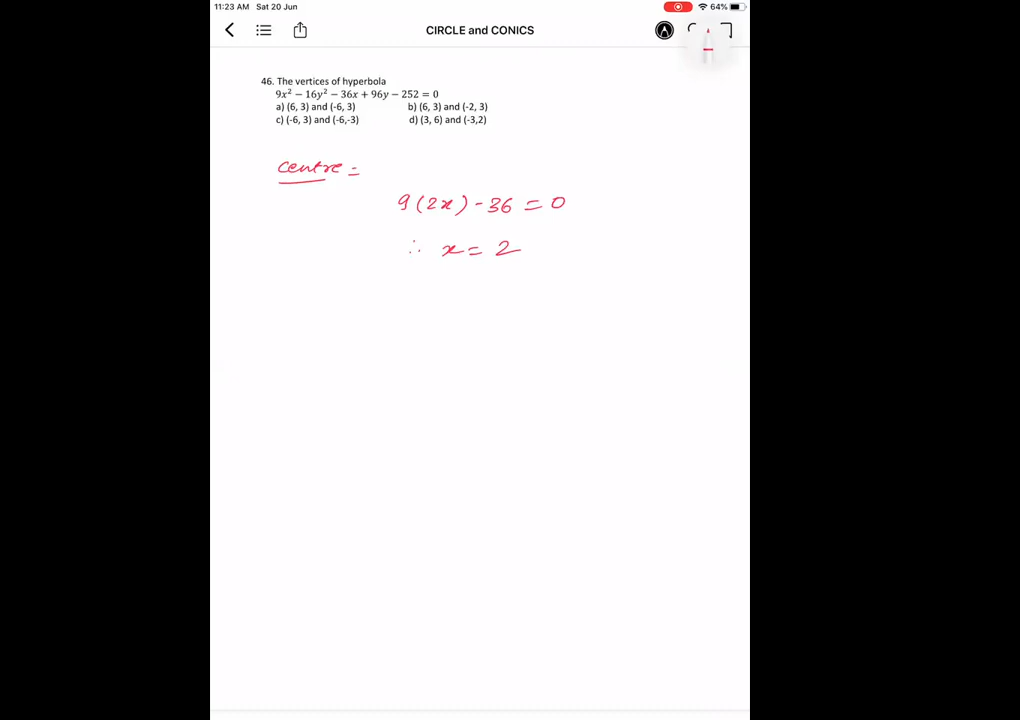 11:23 AM Sat 20 Jun 64%
CIRCLE and CONICS
46. The vertices of hyperbola
9x² − 16y² − 36x + 96y − 252 = 0
a) (6, 3) and (-6, 3) b) (6, 3) and (-2, 3)
c) (-6, 3) and (-6,-3) d) (3, 6) and (-3,2)
centre =
9(2x) - 36 = 0
∴ x = 2